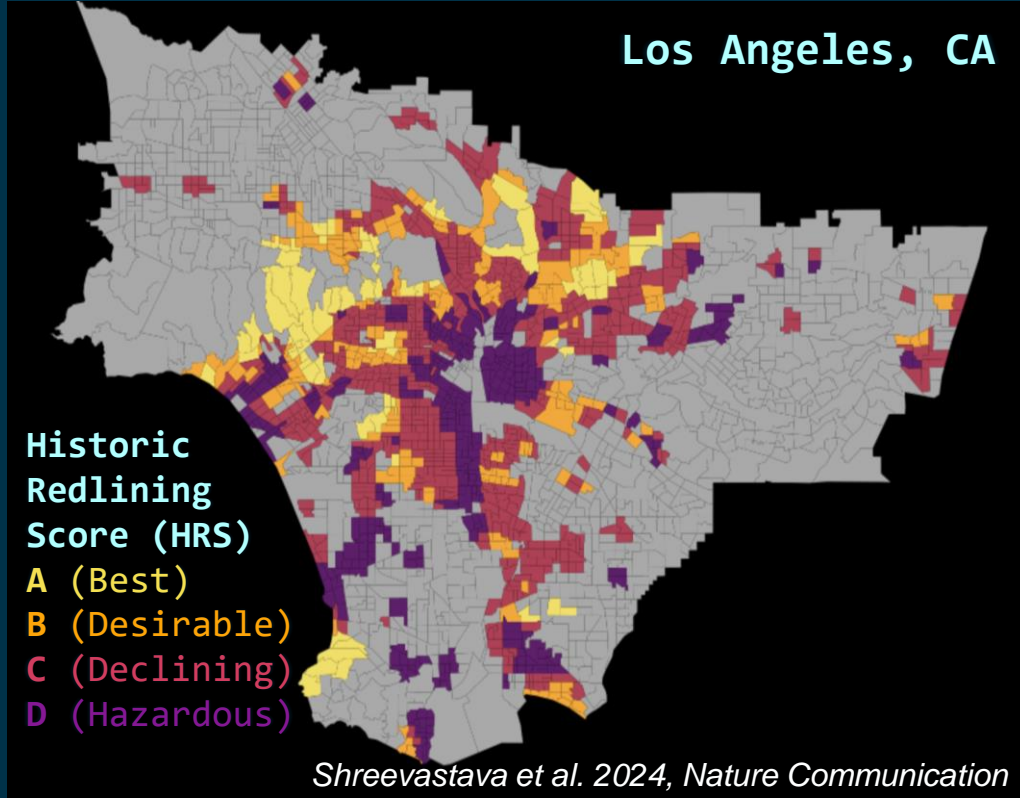 Los Angeles, CA
Historic
Redlining
Score (HRS)
A (Best)
B (Desirable)
C (Declining)
D (Hazardous)
Shreevastava et al. 2024, Nature Communication